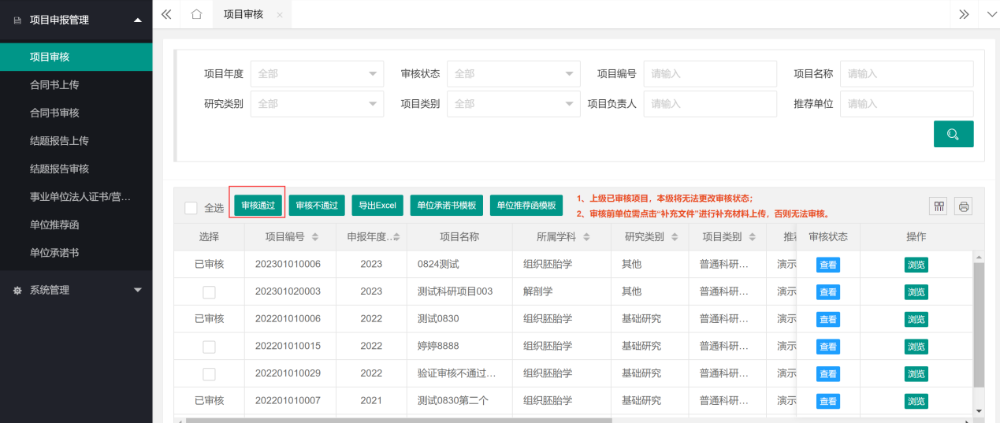 项目申报管理
项目审核
合同书上传
合同书审核
结题报告上传
结题报告审核
事业单位法人证书/营...
单位推荐函
单位承诺书
系统管理
项目审核
项目年度 全部 审核状态 全部 项目编号 请输入 项目名称 请输入
研究类别 全部 项目类别 全部 项目负责人 请输入 推荐单位 请输入
全选 审核通过 审核不通过 导出Excel 单位承诺书模板 单位推荐函模板
1、上级已审核项目，本级将无法更改审核状态；
2、审核前单位需点击“补充文件”进行补充材料上传，否则无法审核。
选择 项目编号 申报年度... 项目名称 所属学科 研究类别 项目类别 推 审核状态 操作
已审核 202301010006 2023 0824测试 组织胚胎学 其他 普通科研... 演示 查看 浏览
202301020003 2023 测试科研项目003 解剖学 其他 普通科研... 演示 查看 浏览
已审核 202201010006 2022 测试0830 组织胚胎学 基础研究 普通科研... 演示 查看 浏览
202201010015 2022 婷婷8888 组织胚胎学 基础研究 普通科研... 演示 查看 浏览
202201010029 2022 验证审核不通过... 组织胚胎学 基础研究 普通科研... 演示 查看 浏览
已审核 202201010007 2021 测试0830第二个 组织胚胎学 基础研究 普通科研... 演示 查看 浏览